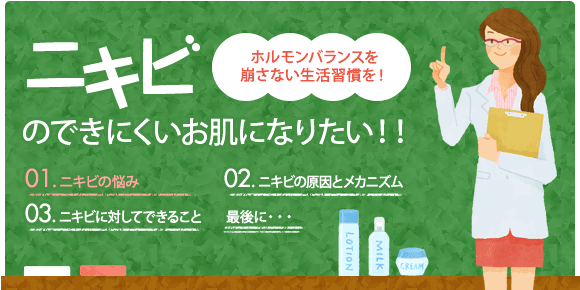 ニキビ
ホルモンバランスを
崩さない生活習慣を!
のできにくいお肌になりたい!!
01. ニキビの悩み
02. ニキビの原因とメカニズム
03. ニキビに対してできること
最後に・・・
LOTION
MILK
CREAM